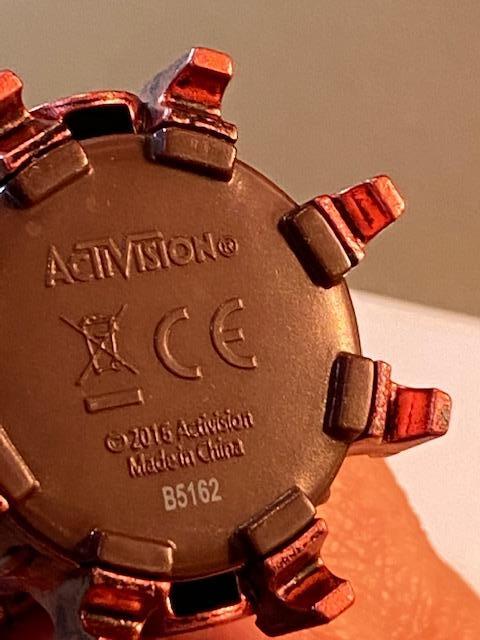 ACTIVISION®
CE
© 2016 Activision
Made in China
B5162